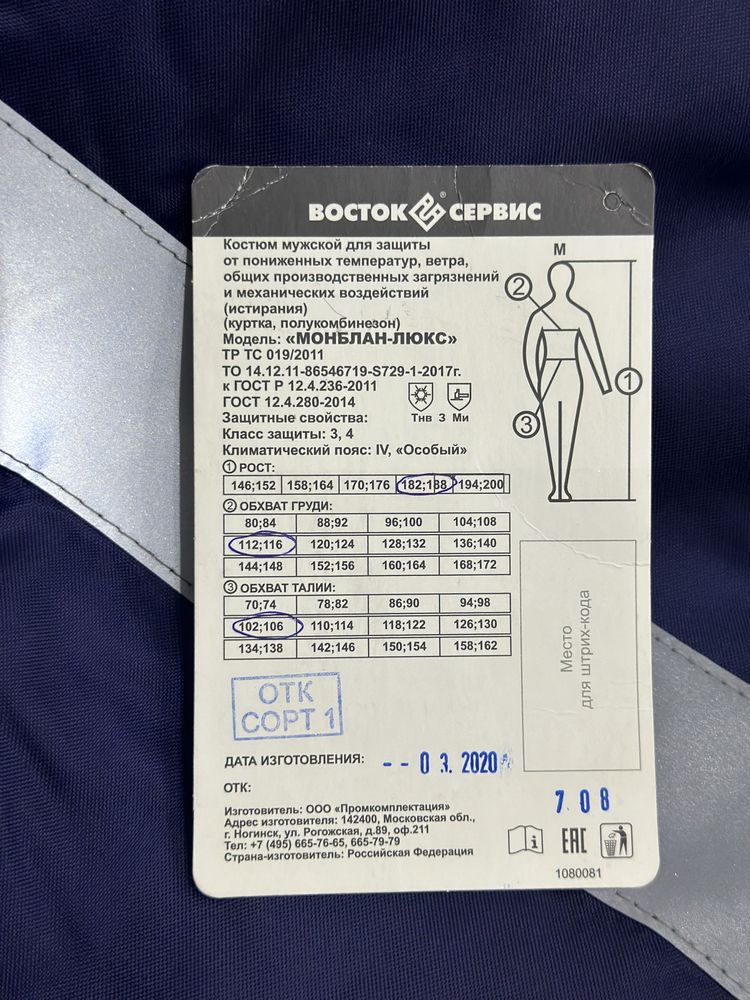 ВОСТОК СЕРВИС®
Костюм мужской для защиты
от пониженных температур, ветра,
общих производственных загрязнений
и механических воздействий
(истирания)
(куртка, полукомбинезон)
Модель: «МОНБЛАН-ЛЮКС»
ТР ТС 019/2011
ТО 14.12.11-86546719-S729-1-2017г.
к ГОСТ Р 12.4.236-2011
ГОСТ 12.4.280-2014
Защитные свойства: Тнв З Ми
Класс защиты: 3, 4
Климатический пояс: IV, «Особый»
М
2
1
3
1 РОСТ:
146;152 158;164 170;176 182;188 194;200
2 ОБХВАТ ГРУДИ:
80;84 88;92 96;100 104;108
112;116 120;124 128;132 136;140
144;148 152;156 160;164 168;172
3 ОБХВАТ ТАЛИИ:
70;74 78;82 86;90 94;98
102;106 110;114 118;122 126;130
134;138 142;146 150;154 158;162
Место
для штрих-кода
ОТК
СОРТ 1
ДАТА ИЗГОТОВЛЕНИЯ: -- 0 3. 2020
ОТК:
7 0 8
Изготовитель: ООО «Промкомплектация»
Адрес изготовителя: 142400, Московская обл.,
г. Ногинск, ул. Рогожская, д.89, оф.211
Тел: +7 (495) 665-76-65, 665-79-79
Страна-изготовитель: Российская Федерация
i
ЕАС
1080081